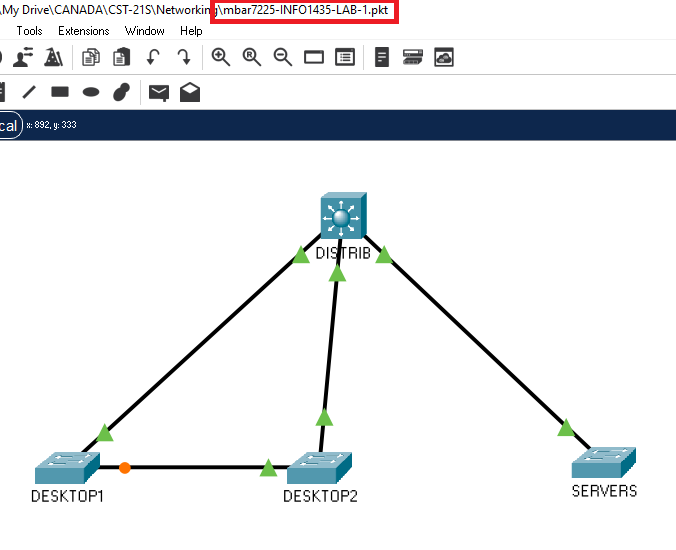 \My Drive\CANADA\CST-21S\Networking\mbar7225-INFO1435-LAB-1.pkt
Tools Extensions Window Help
cal x: 892, y: 333
DISTRIB
DESKTOP1 DESKTOP2 SERVERS